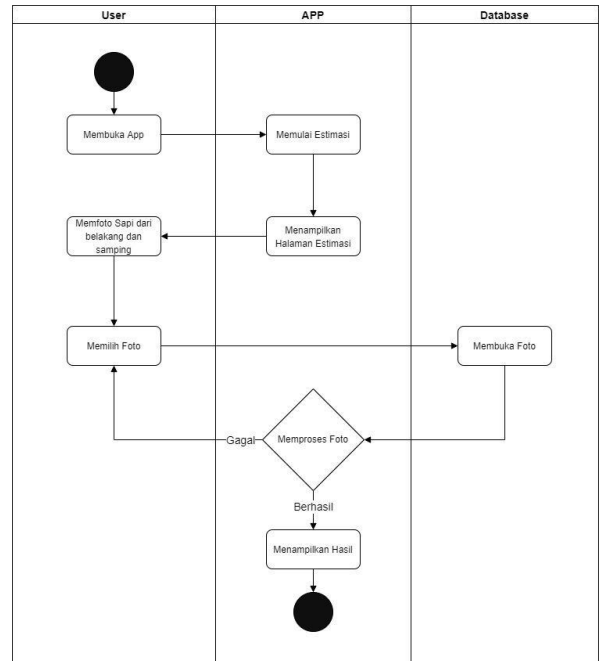 User
APP
Database
Membuka App
Memulai Estimasi
Memfoto Sapi dari
belakang dan
samping
Menampilkan
Halaman Estimasi
Memilih Foto
Membuka Foto
Gagal
Memproses Foto
Berhasil
Menampilkan Hasil